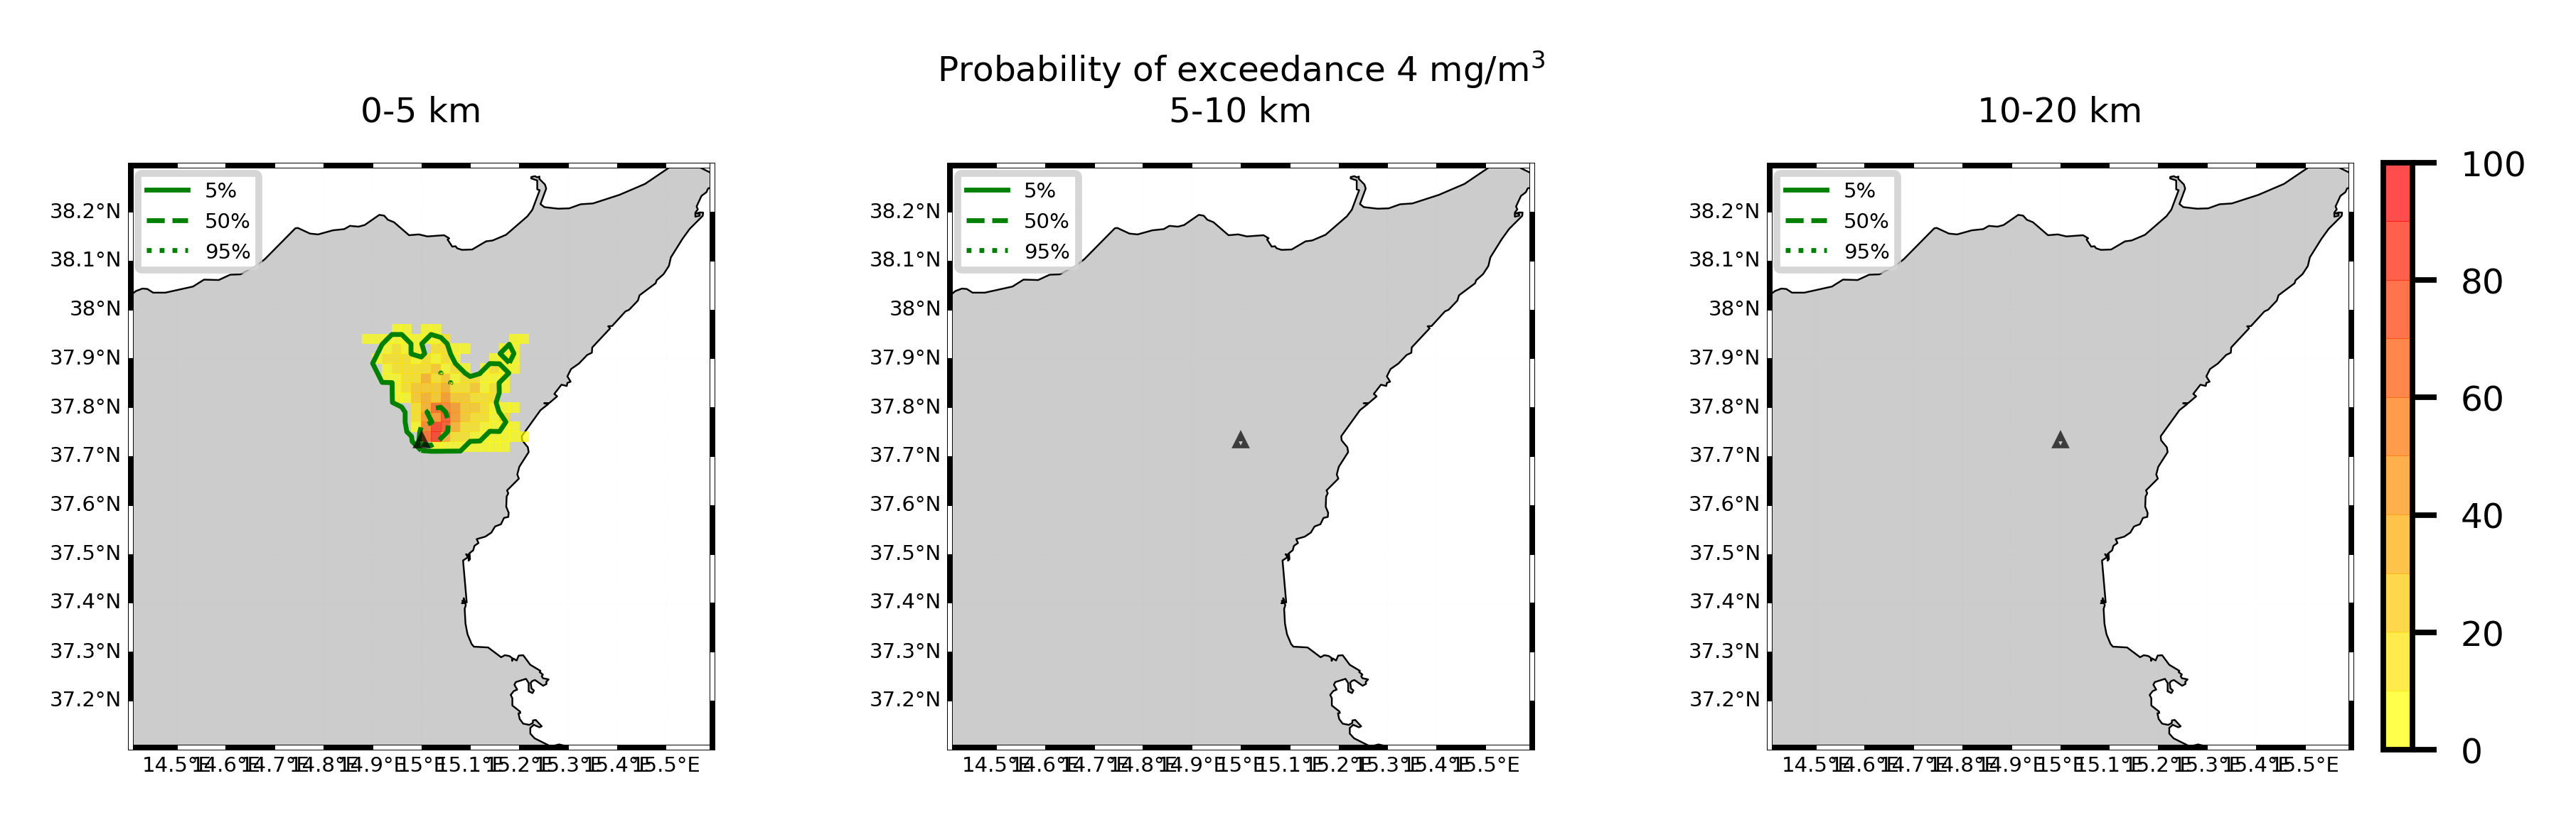 Probability of exceedance 4 mg/m³
0-5 km
5%
50%
95%
38.2°N
38.1°N
38°N
37.9°N
37.8°N
37.7°N
37.6°N
37.5°N
37.4°N
37.3°N
37.2°N
14.5°E 14.6°E 14.7°E 14.8°E 14.9°E 15°E 15.1°E 15.2°E 15.3°E 15.4°E 15.5°E
5-10 km
5%
50%
95%
38.2°N
38.1°N
38°N
37.9°N
37.8°N
37.7°N
37.6°N
37.5°N
37.4°N
37.3°N
37.2°N
14.5°E 14.6°E 14.7°E 14.8°E 14.9°E 15°E 15.1°E 15.2°E 15.3°E 15.4°E 15.5°E
10-20 km
5%
50%
95%
38.2°N
38.1°N
38°N
37.9°N
37.8°N
37.7°N
37.6°N
37.5°N
37.4°N
37.3°N
37.2°N
14.5°E 14.6°E 14.7°E 14.8°E 14.9°E 15°E 15.1°E 15.2°E 15.3°E 15.4°E 15.5°E
100
80
60
40
20
0